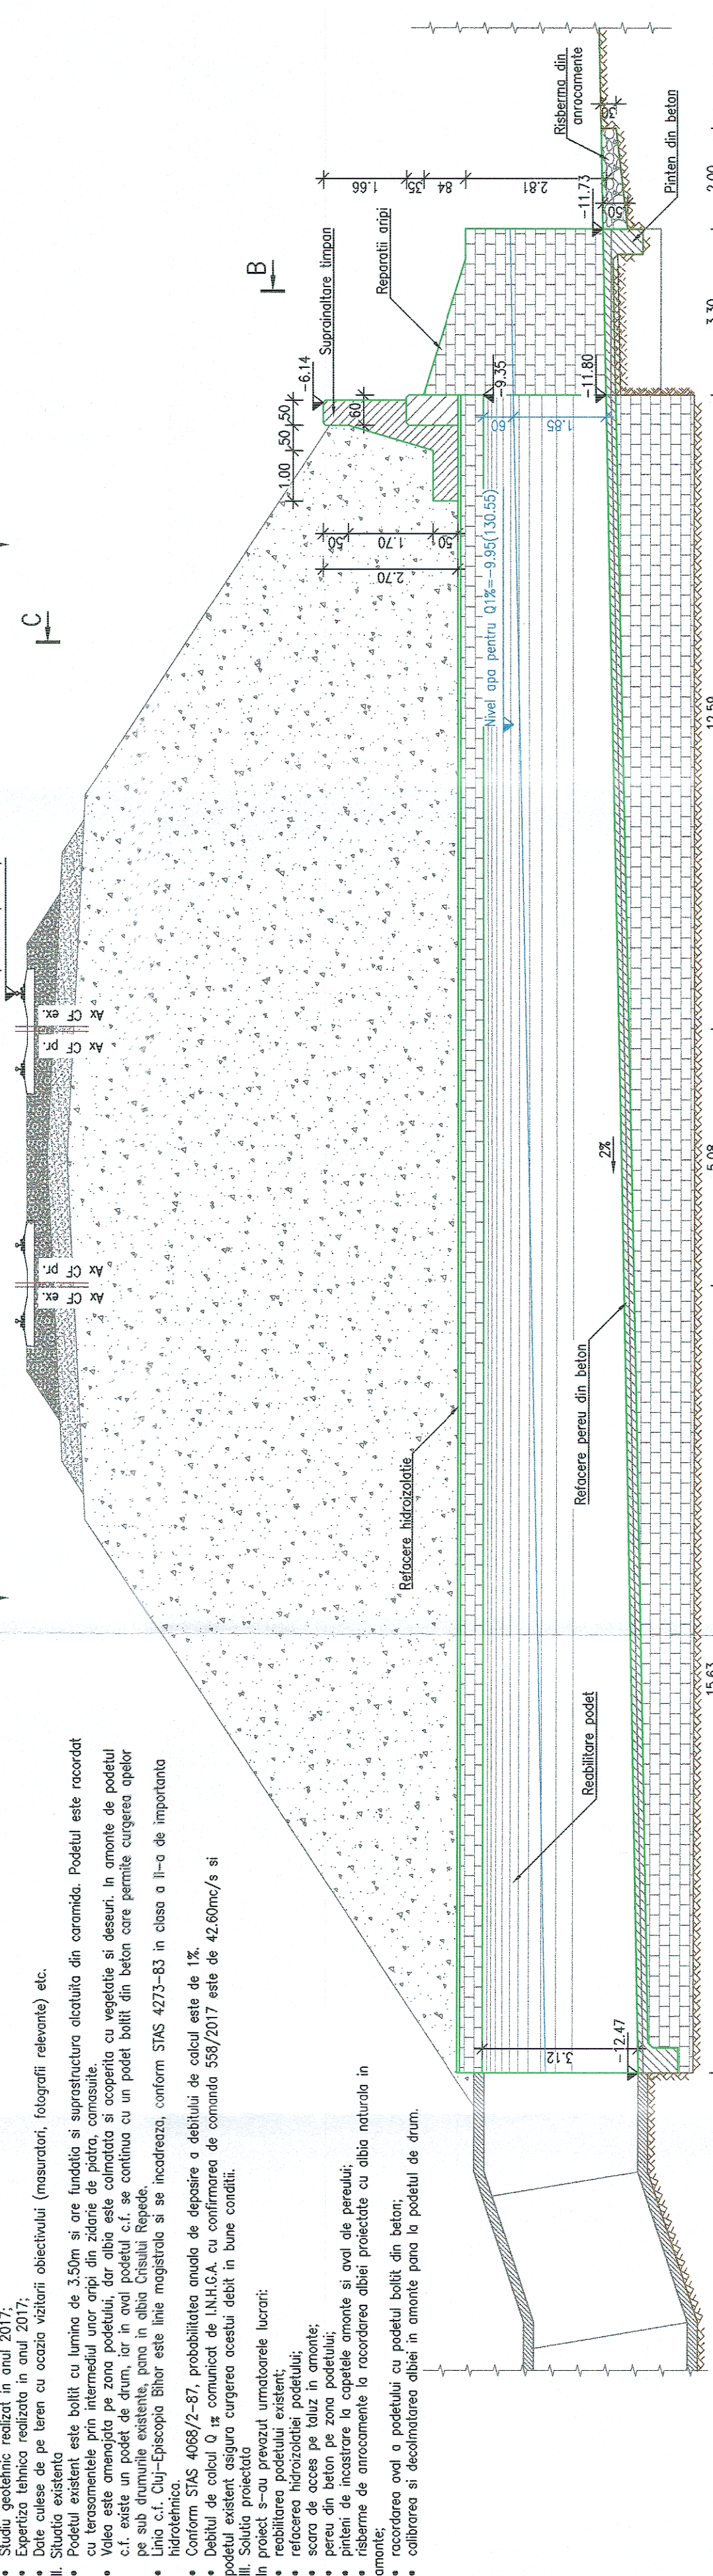 • Studiu geotehnic realizat in anul 2017;
• Expertiza tehnica realizata in anul 2017;
• Date culese de pe teren cu ocazia vizitarii obiectivului (masuratori, fotografii relevante) etc.
II. Situatia existenta
• Podetul existent este boltit cu lumina de 3.50m si are fundatia si suprastructura alcatuita din caramida. Podetul este racordat
cu terasamentele prin intermediul unor aripi din zidarie de piatra, camasuite.
• Valea este amenajata pe zona podetului, dar albia este colmatata si acoperita cu vegetatie si deseuri. In amonte de podetul
c.f. existe un podet de drum, iar in aval podetul c.f. se continua cu un podet boltit din beton care permite curgerea apelor
pe sub drumurile existente, pana in albia Crisului Repede.
• Linia c.f. Cluj-Episcopia Bihor este linie magistrala si se incadreaza, conform STAS 4273-83 in clasa a II-a de importanta
hidrotehnica.
• Conform STAS 4068/2-87, probabilitatea anuala de depasire a debitului de calcul este de 1%.
• Debitul de calcul Q 1% comunicat de I.N.H.G.A. cu confirmarea de comanda 558/2017 este de 42.60mc/s si
podetul existent asigura curgerea acestui debit in bune conditii.
III. Solutia proiectata
In proiect s-au prevazut urmatoarele lucrari:
• reabilitarea podetului existent;
• refacerea hidroizolatiei podetului;
• scara de acces pe taluz in amonte;
• pereu din beton pe zona podetului;
• pinteni de incastrare la capetele amonte si aval ale pereului;
• risberme de anrocamente la racordarea albiei proiectate cu albia naturala in
amonte;
• racordarea aval a podetului cu podetul boltit din beton;
• calibrarea si decolmatarea albiei in amonte pana la podetul de drum.
Ax CF ex.
Ax CF pr.
Ax CF pr.
Ax CF ex.
C
B
Refacere hidroizolatie
Reabilitare podet
Refacere pereu din beton
2%
Nivel apa pentru Q1%=-9.95(130.55)
Suprainaltare timpan
Reparatii aripi
Risberma din
anrocamente
Pinten din beton
-6.14
-9.35
-11.80
-11.73
-12.47
3.12
2.70
50
1.70
50
1.00
50
50
60
60
1.85
1.66
35
84
2.81
50
30
15.63
5.08
12.59
3.30
2.00